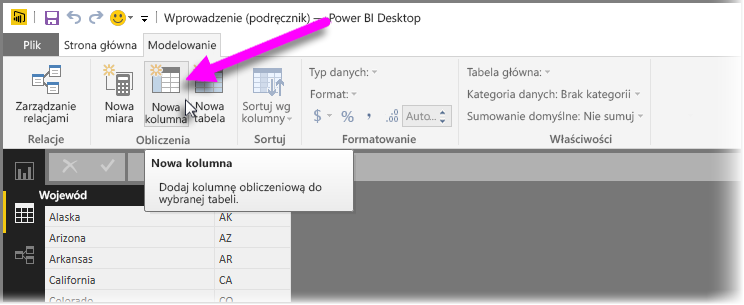 Wprowadzenie (podręcznik) — Power BI Desktop
Plik Strona główna Modelowanie
Zarządzanie relacjami
Nowa miara
Nowa kolumna
Nowa tabela
Sortuj wg kolumny
Typ danych:
Format:
$ % , .00 Auto...
Tabela główna:
Kategoria danych: Brak kategorii
Sumowanie domyślne: Nie sumuj
Relacje Obliczenia Sortuj Formatowanie Właściwości
Nowa kolumna
Dodaj kolumnę obliczeniową do
wybranej tabeli.
Wojewód
Alaska AK
Arizona AZ
Arkansas AR
California CA
Colorado CO